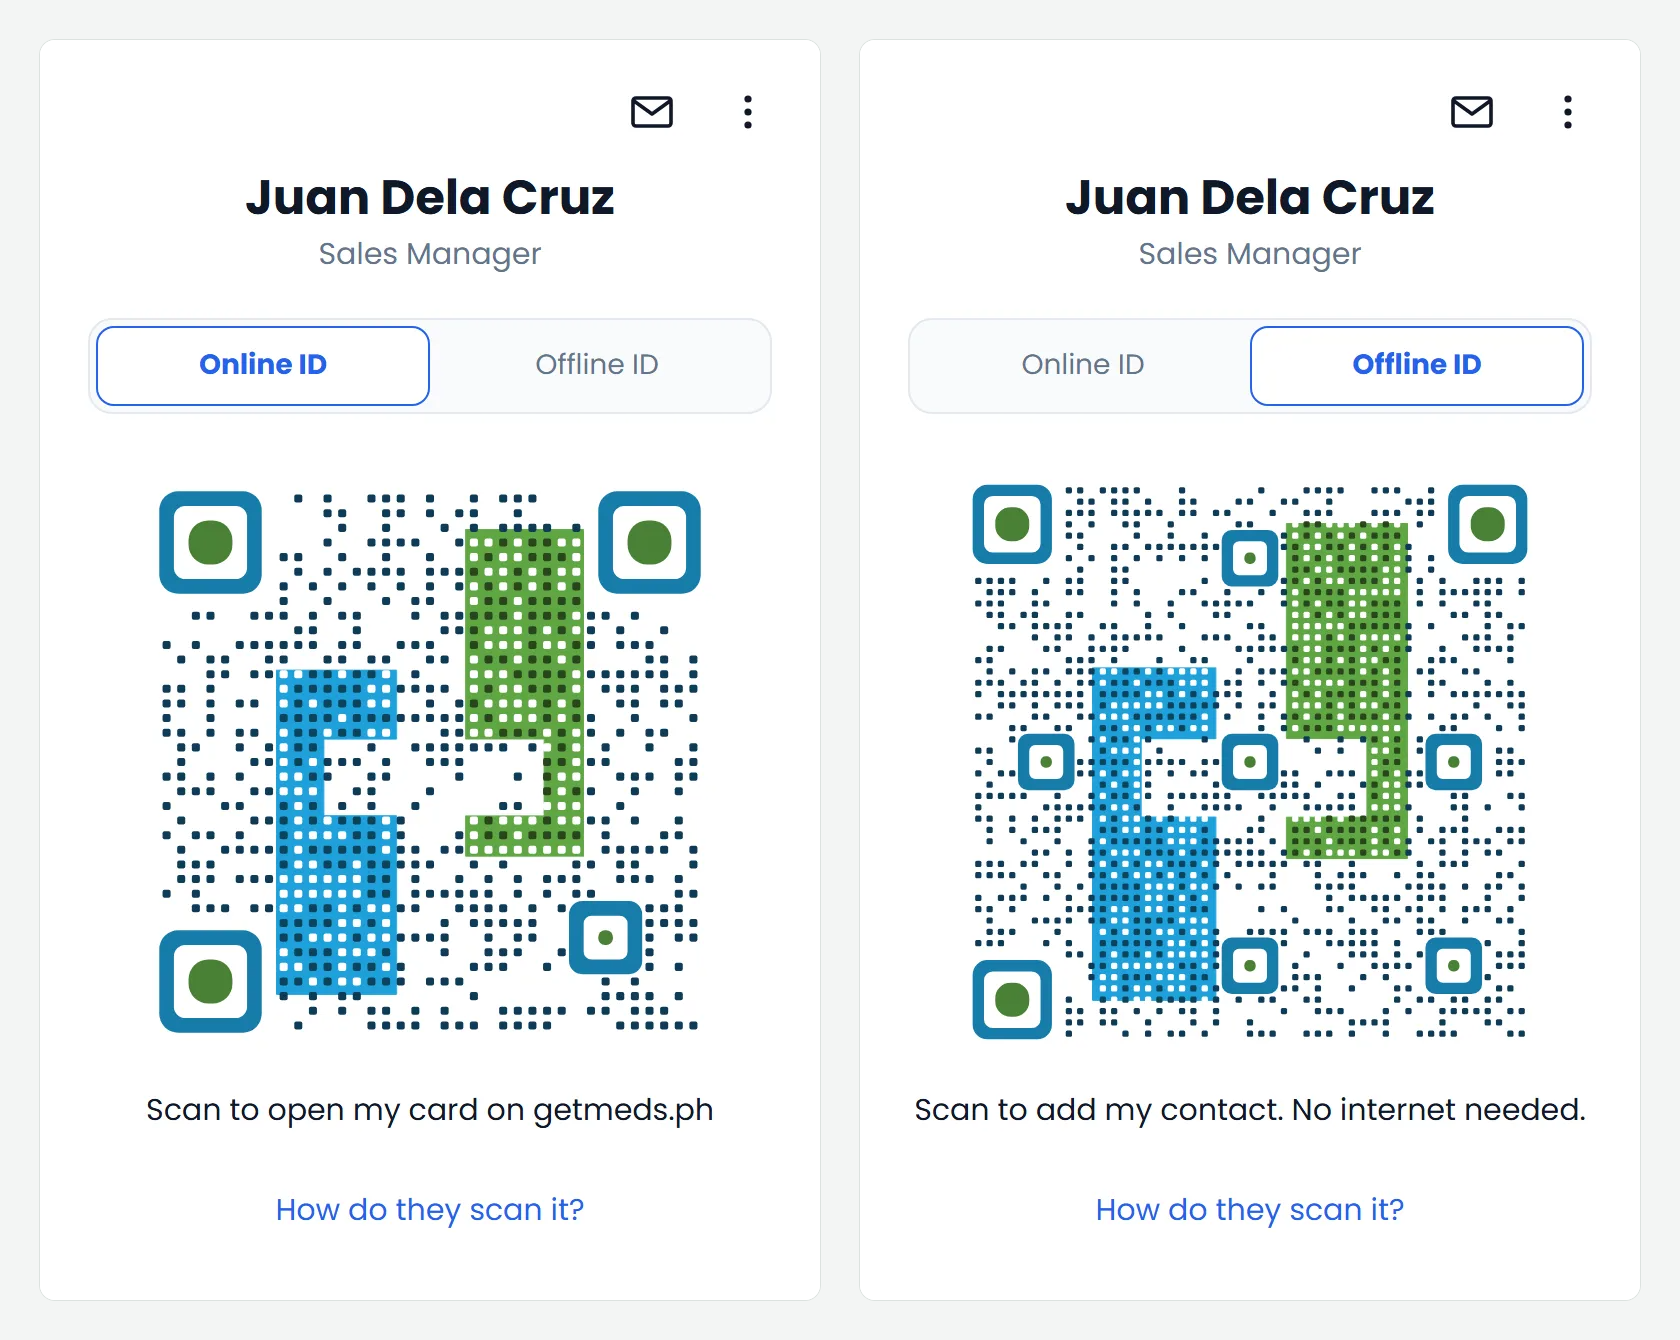 Juan Dela Cruz
Sales Manager
Online ID
Offline ID
Scan to open my card on getmeds.ph
How do they scan it?
Juan Dela Cruz
Sales Manager
Online ID
Offline ID
Scan to add my contact. No internet needed.
How do they scan it?